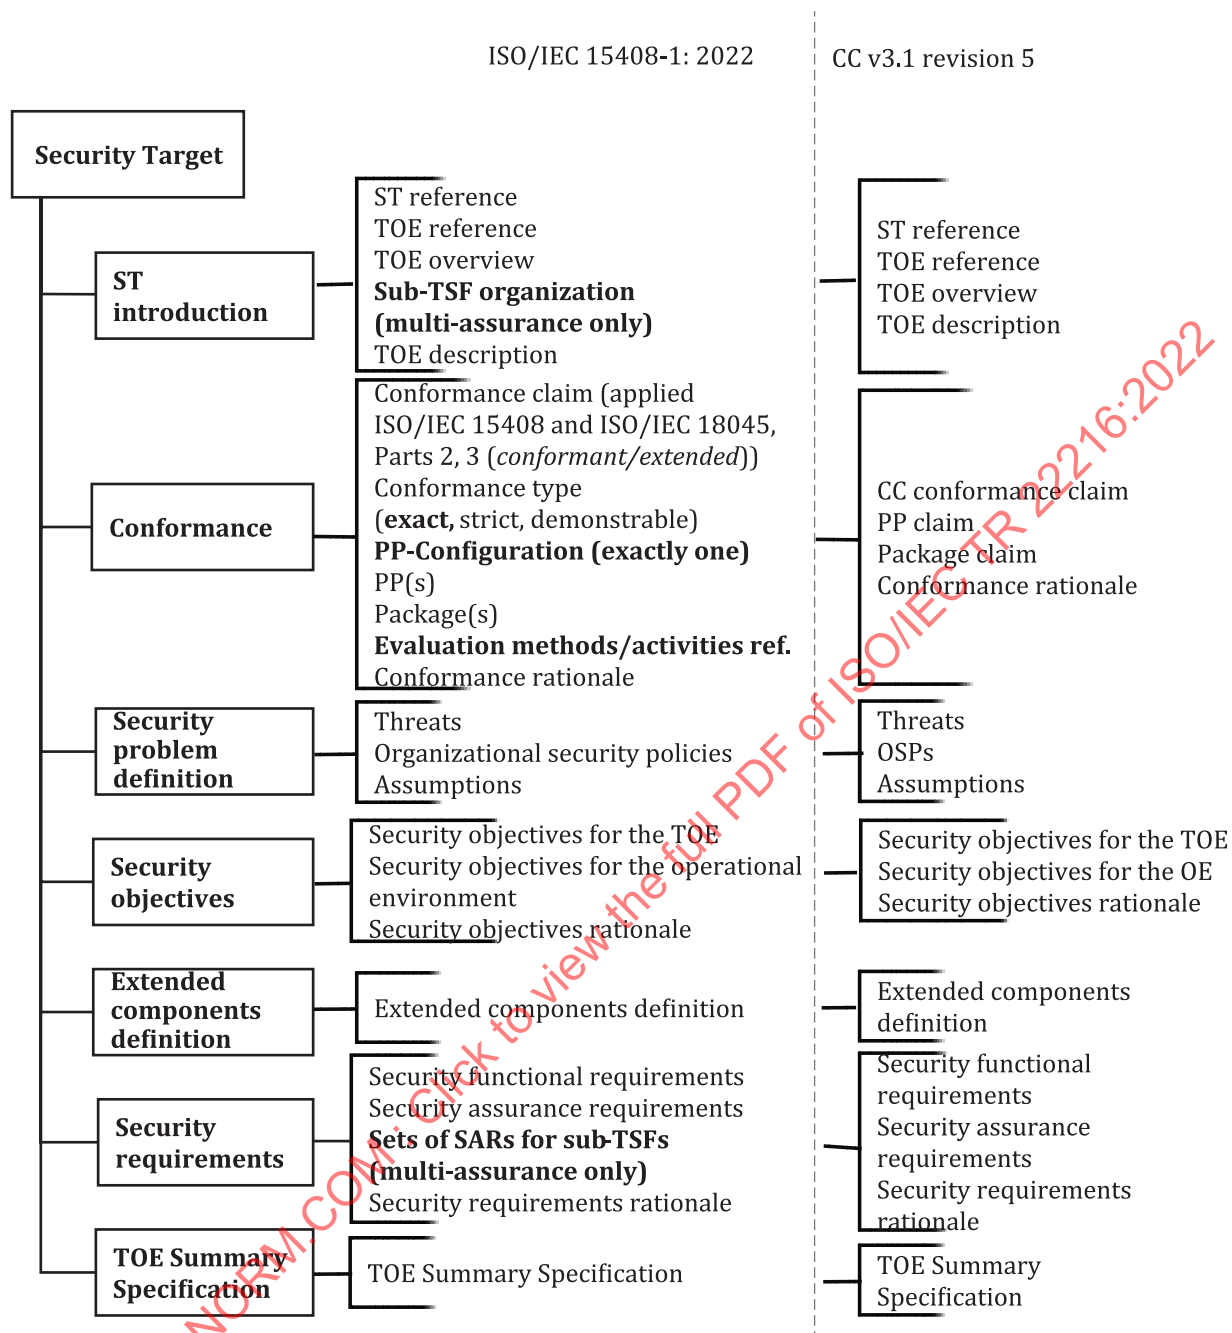 ISO/IEC 15408-1: 2022
CC v3.1 revision 5
Security Target
ST
introduction
ST reference
TOE reference
TOE overview
Sub-TSF organization
(multi-assurance only)
TOE description
ST reference
TOE reference
TOE overview
TOE description
Conformance
Conformance claim (applied
ISO/IEC 15408 and ISO/IEC 18045,
Parts 2, 3 (conformant/extended))
Conformance type
(exact, strict, demonstrable)
PP-Configuration (exactly one)
PP(s)
Package(s)
Evaluation methods/activities ref.
Conformance rationale
CC conformance claim
PP claim
Package claim
Conformance rationale
Security
problem
definition
Threats
Organizational security policies
Assumptions
Threats
OSPs
Assumptions
Security
objectives
Security objectives for the TOE
Security objectives for the operational
environment
Security objectives rationale
Security objectives for the TOE
Security objectives for the OE
Security objectives rationale
Extended
components
definition
Extended components definition
Extended components
definition
Security
requirements
Security functional requirements
Security assurance requirements
Sets of SARs for sub-TSFs
(multi-assurance only)
Security requirements rationale
Security functional
requirements
Security assurance
requirements
Security requirements
rationale
TOE Summary
Specification
TOE Summary Specification
TOE Summary
Specification
NORM.COM : Click to view the full PDF of ISO/IEC TR 22216:2022